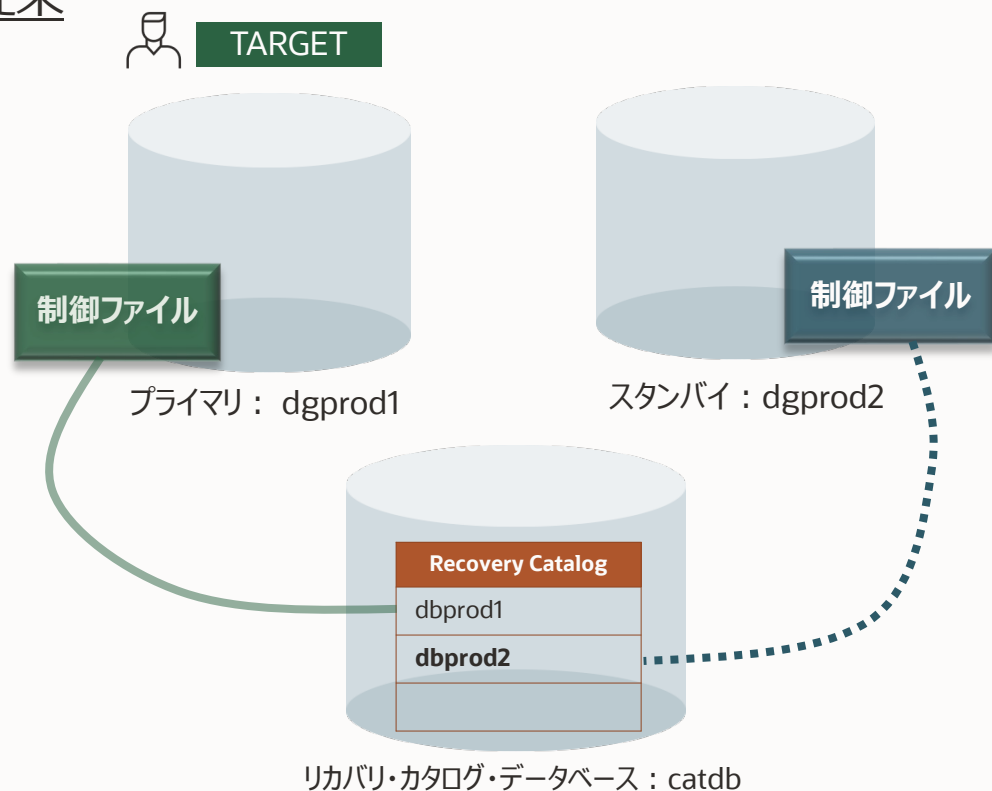 従来
TARGET
制御ファイル
制御ファイル
プライマリ： dgprod1
スタンバイ：dgprod2
Recovery Catalog
dbprod1
dbprod2
リカバリ・カタログ・データベース：catdb